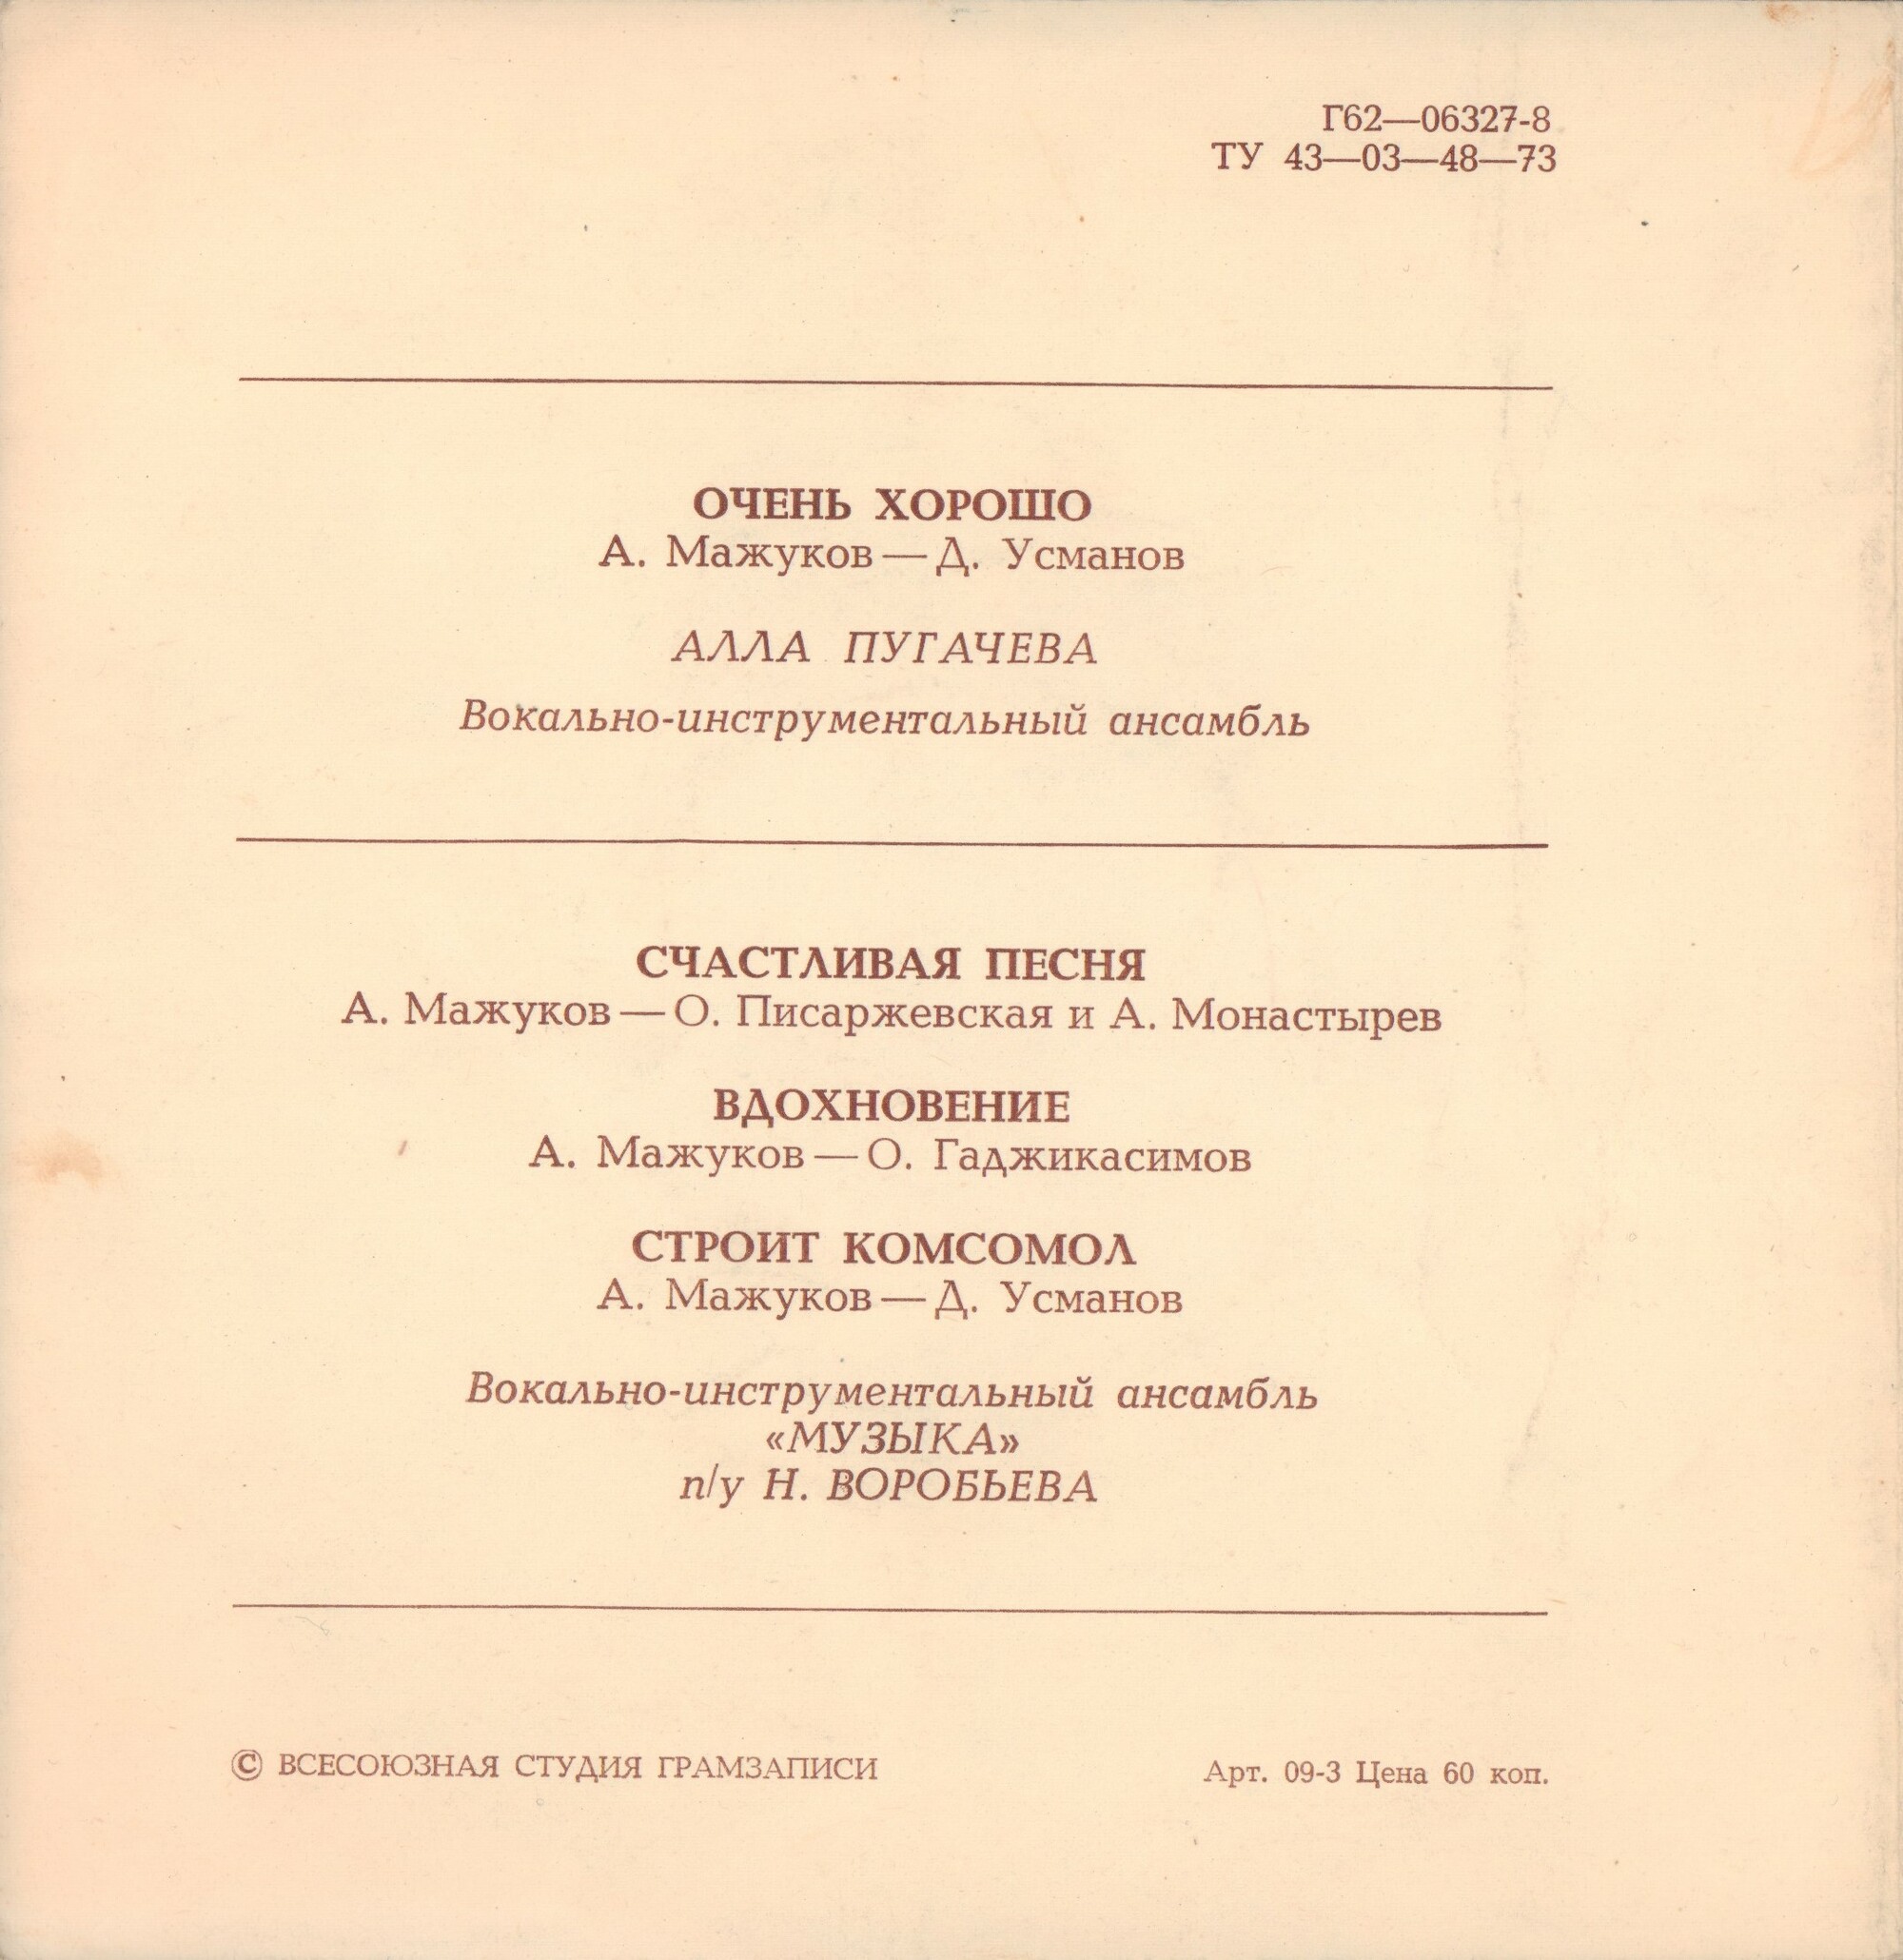 Г62—06327-8
ТУ 43—03—48—73
ОЧЕНЬ ХОРОШО
А. Мажуков — Д. Усманов
АЛЛА ПУГАЧЕВА
Вокально-инструментальный ансамбль
СЧАСТЛИВАЯ ПЕСНЯ
А. Мажуков — О. Писаржевская и А. Монастырев
ВДОХНОВЕНИЕ
А. Мажуков — О. Гаджикасимов
СТРОИТ КОМСОМОЛ
А. Мажуков — Д. Усманов
Вокально-инструментальный ансамбль
«МУЗЫКА»
п/у Н. ВОРОБЬЕВА
© ВСЕСОЮЗНАЯ СТУДИЯ ГРАМЗАПИСИ
Арт. 09-3 Цена 60 коп.